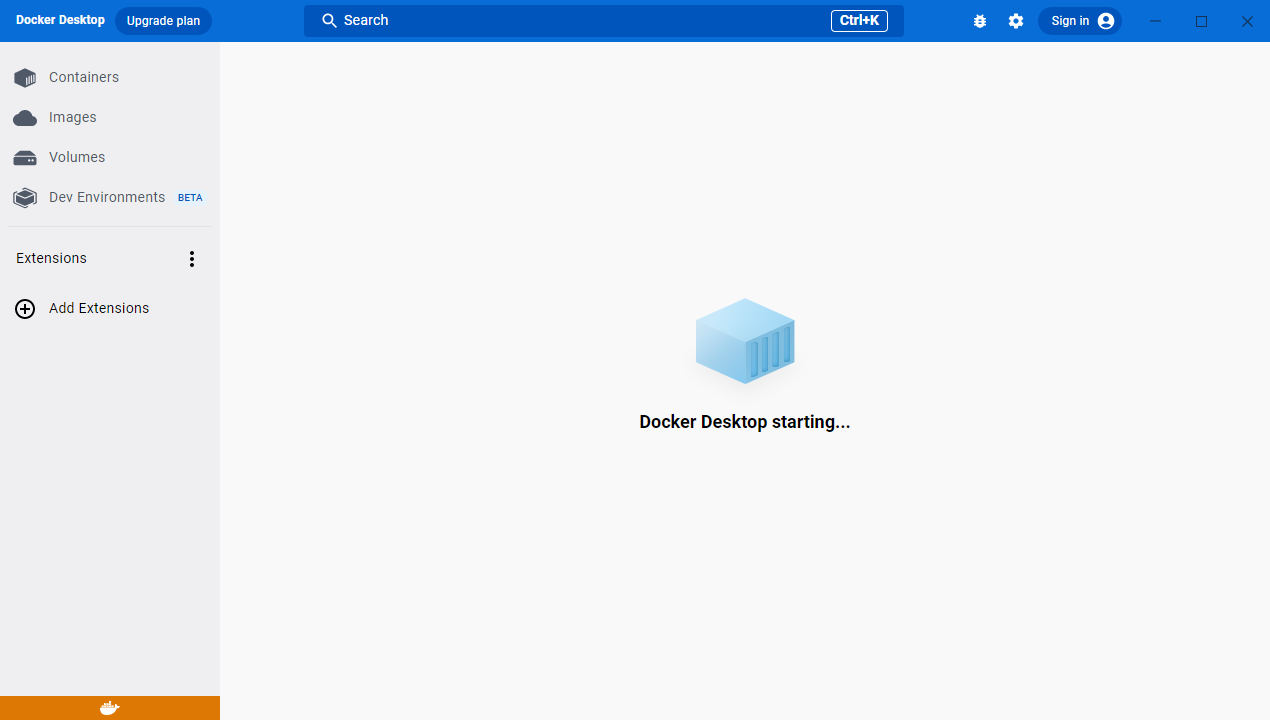 Docker Desktop
Upgrade plan
Search
Ctrl+K
Sign in
Containers
Images
Volumes
Dev Environments BETA
Extensions
Add Extensions
Docker Desktop starting...